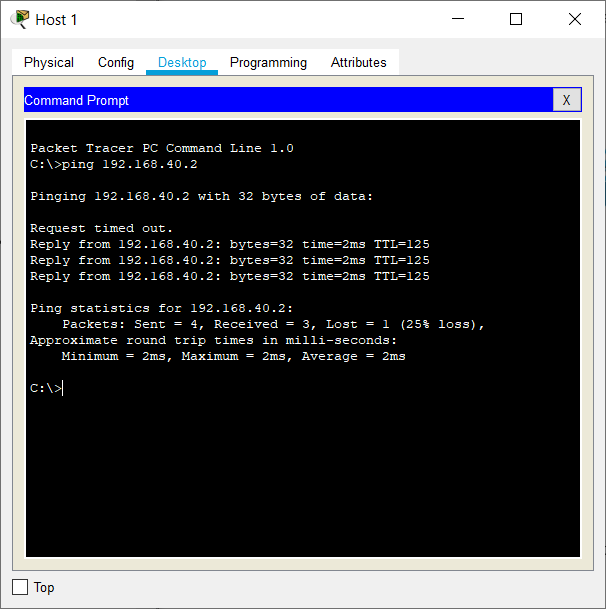 Host 1
Physical Config Desktop Programming Attributes
Command Prompt X
Packet Tracer PC Command Line 1.0
C:\>ping 192.168.40.2
Pinging 192.168.40.2 with 32 bytes of data:
Request timed out.
Reply from 192.168.40.2: bytes=32 time=2ms TTL=125
Reply from 192.168.40.2: bytes=32 time=2ms TTL=125
Reply from 192.168.40.2: bytes=32 time=2ms TTL=125
Ping statistics for 192.168.40.2:
Packets: Sent = 4, Received = 3, Lost = 1 (25% loss),
Approximate round trip times in milli-seconds:
Minimum = 2ms, Maximum = 2ms, Average = 2ms
C:\>
Top